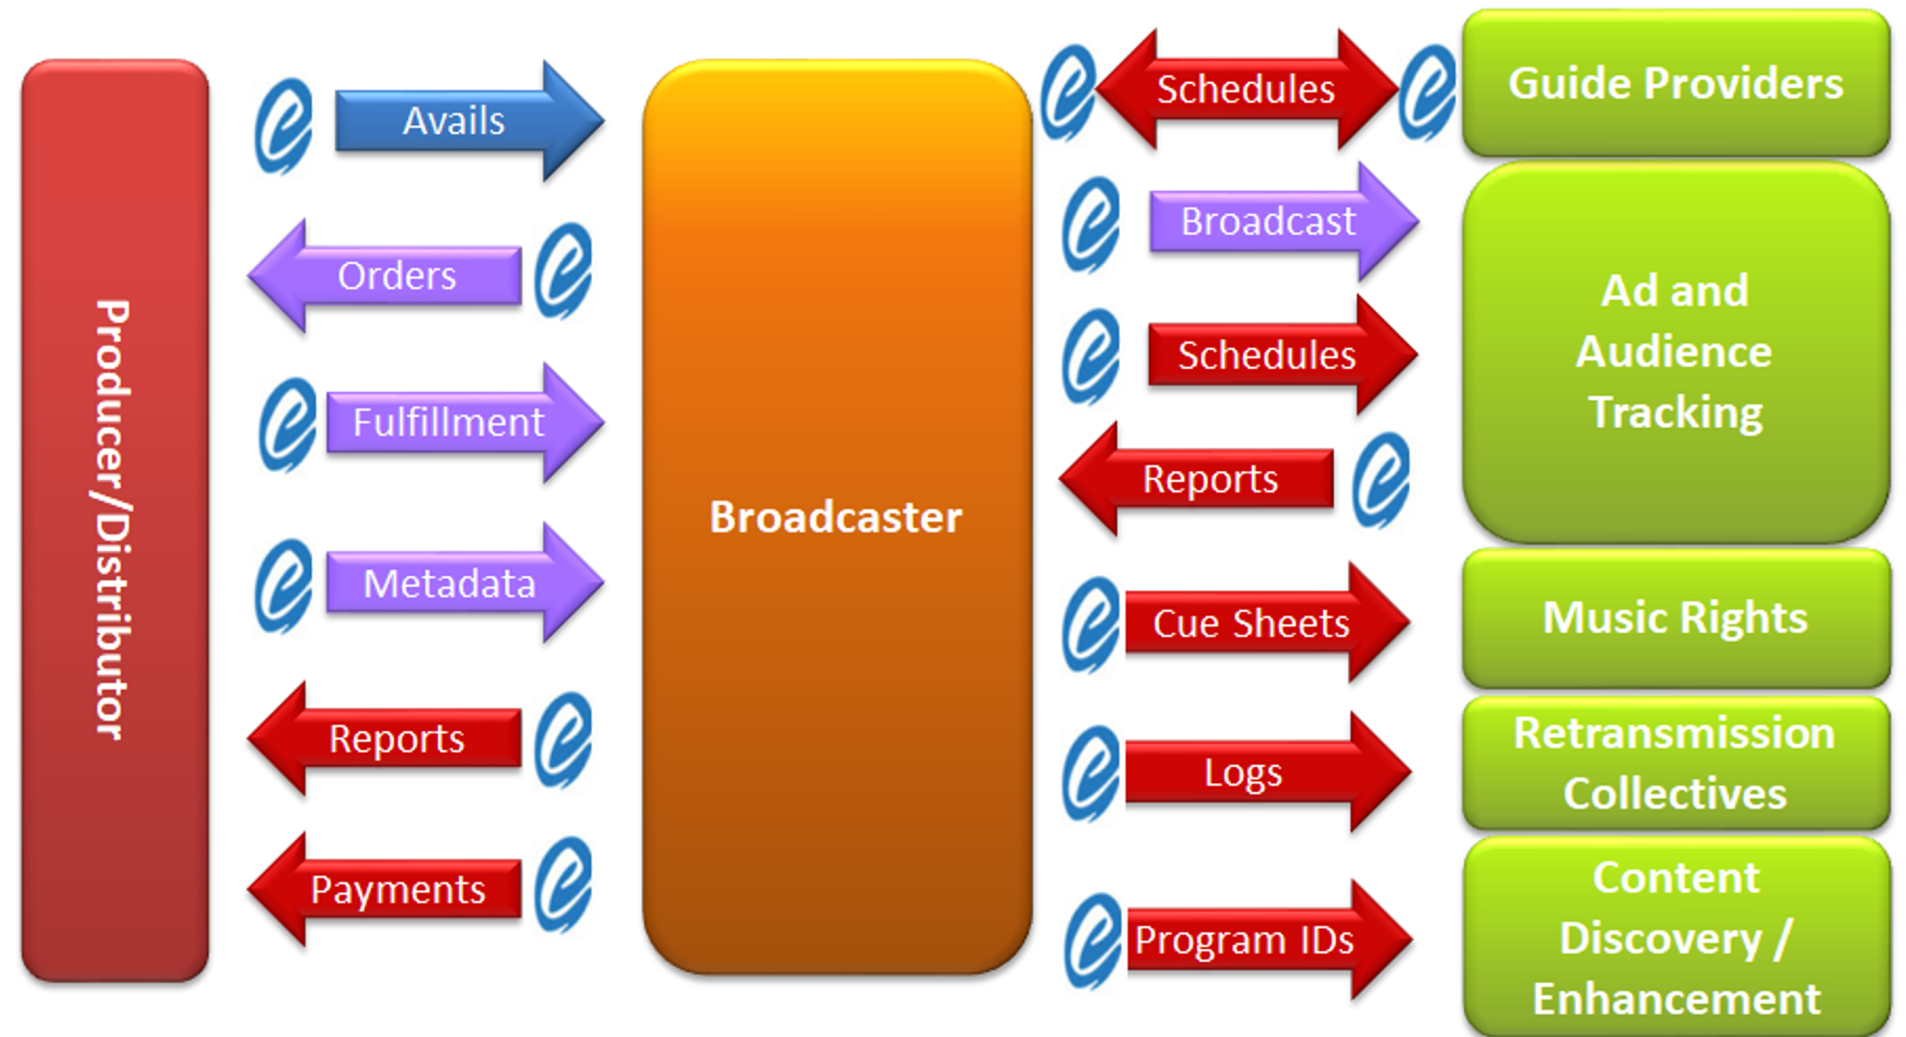 Producer/Distributor
Avails
Orders
Fulfillment
Metadata
Reports
Payments
Broadcaster
Schedules
Broadcast
Schedules
Reports
Cue Sheets
Logs
Program IDs
Guide Providers
Ad and
Audience
Tracking
Music Rights
Retransmission
Collectives
Content
Discovery /
Enhancement